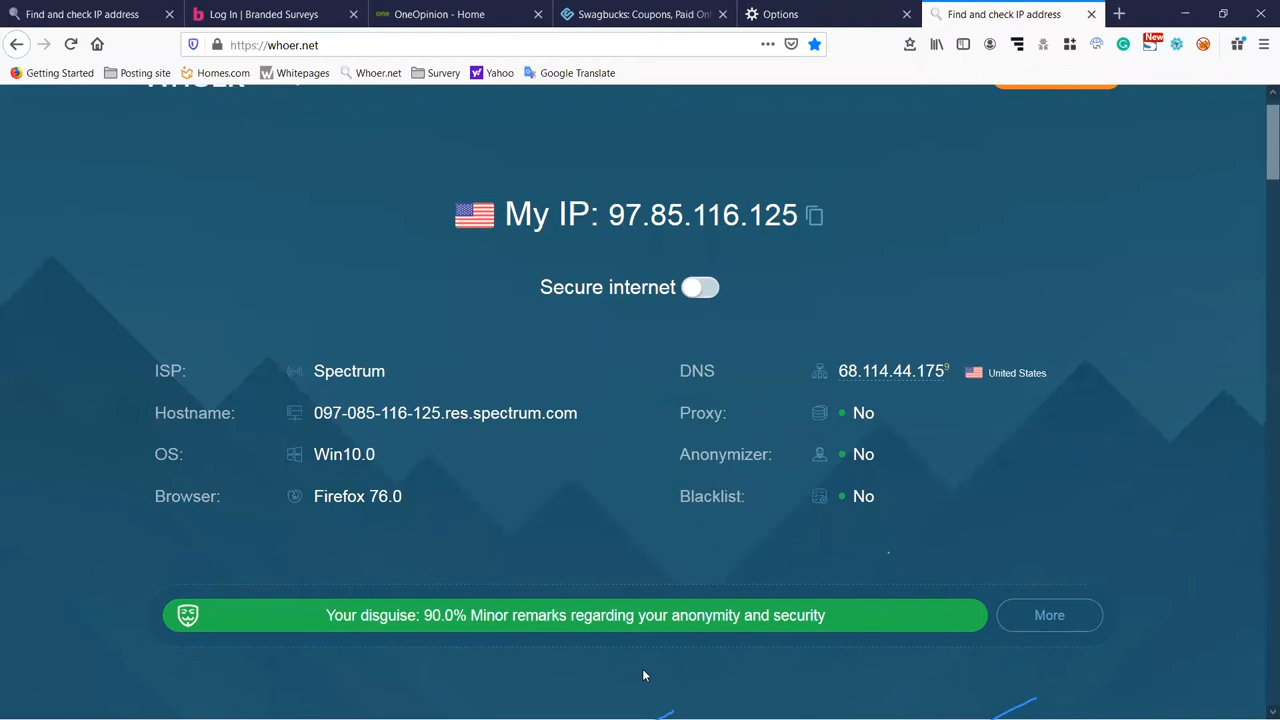 Find and check IP address
Log In | Branded Surveys
OneOpinion - Home
Swagbucks: Coupons, Paid Onl
Options
Find and check IP address
https://whoer.net
New
Getting Started
Posting site
Homes.com
Whitepages
Whoer.net
Survery
Yahoo
Google Translate
My IP: 97.85.116.125
Secure internet
ISP: Spectrum
Hostname: 097-085-116-125.res.spectrum.com
OS: Win10.0
Browser: Firefox 76.0
DNS 68.114.44.175 9 United States
Proxy: No
Anonymizer: No
Blacklist: No
Your disguise: 90.0% Minor remarks regarding your anonymity and security
More